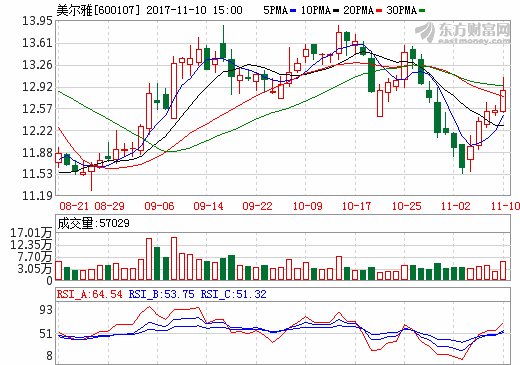 美尔雅[600107] 2017-11-10 15:00 5PMA 10PMA 20PMA 30PMA
东方财富网
eastmoney.com
13.95
13.61
13.26
12.92
12.57
12.22
11.88
11.53
11.19
08-21 08-29 09-06 09-14 09-22 10-09 10-17 10-25 11-02 11-10
成交量:57029
17.01万
12.35万
7.70万
3.05万
0
RSI_A:64.54 RSI_B:53.75 RSI_C:51.32
93
51
8